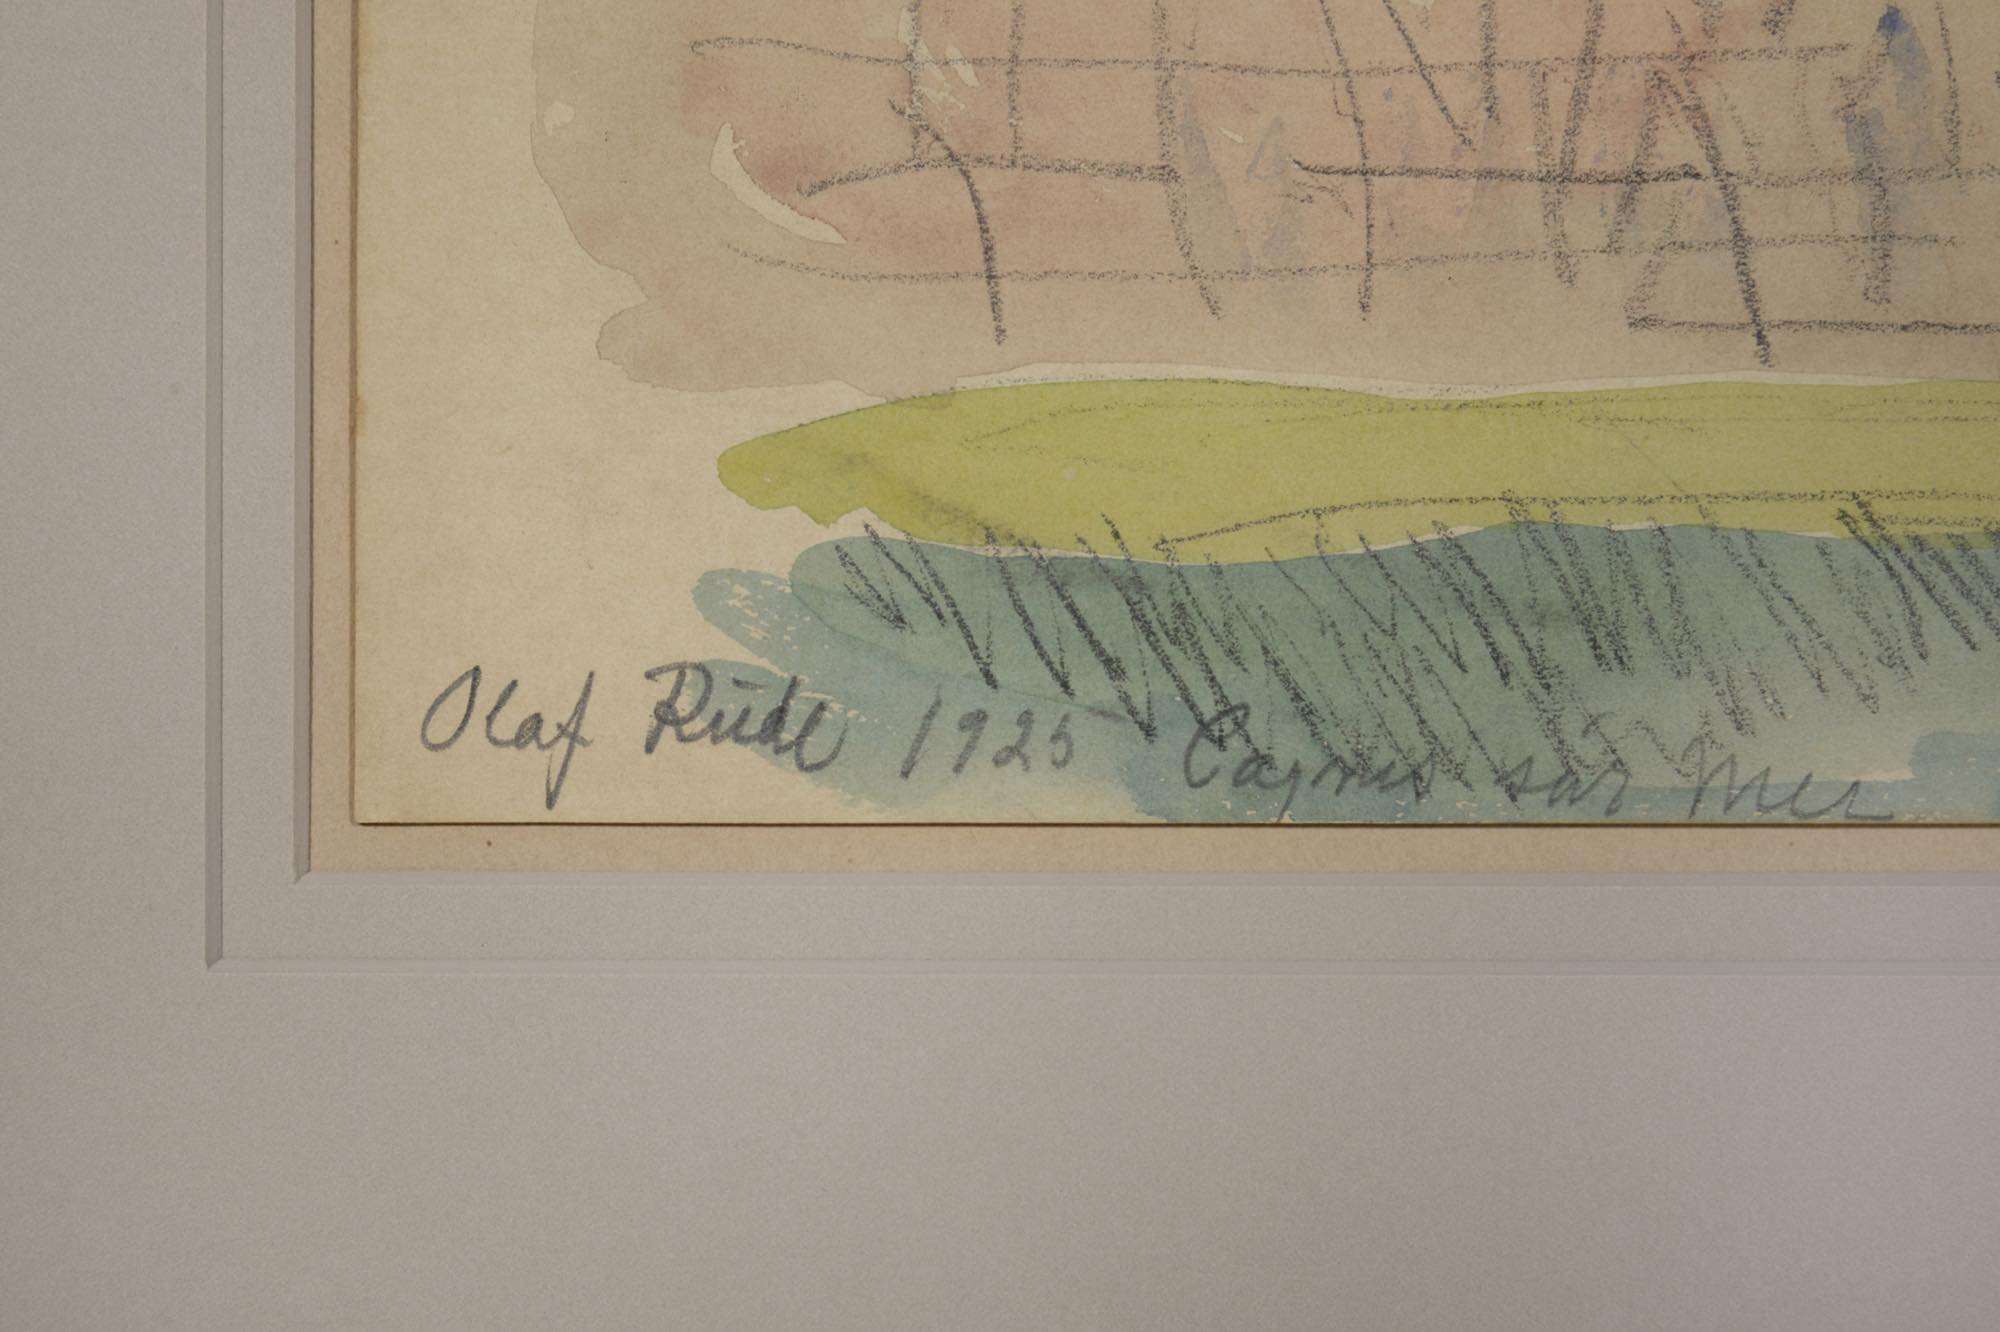 Olaf Rude 1925 Cagnes sur Mer